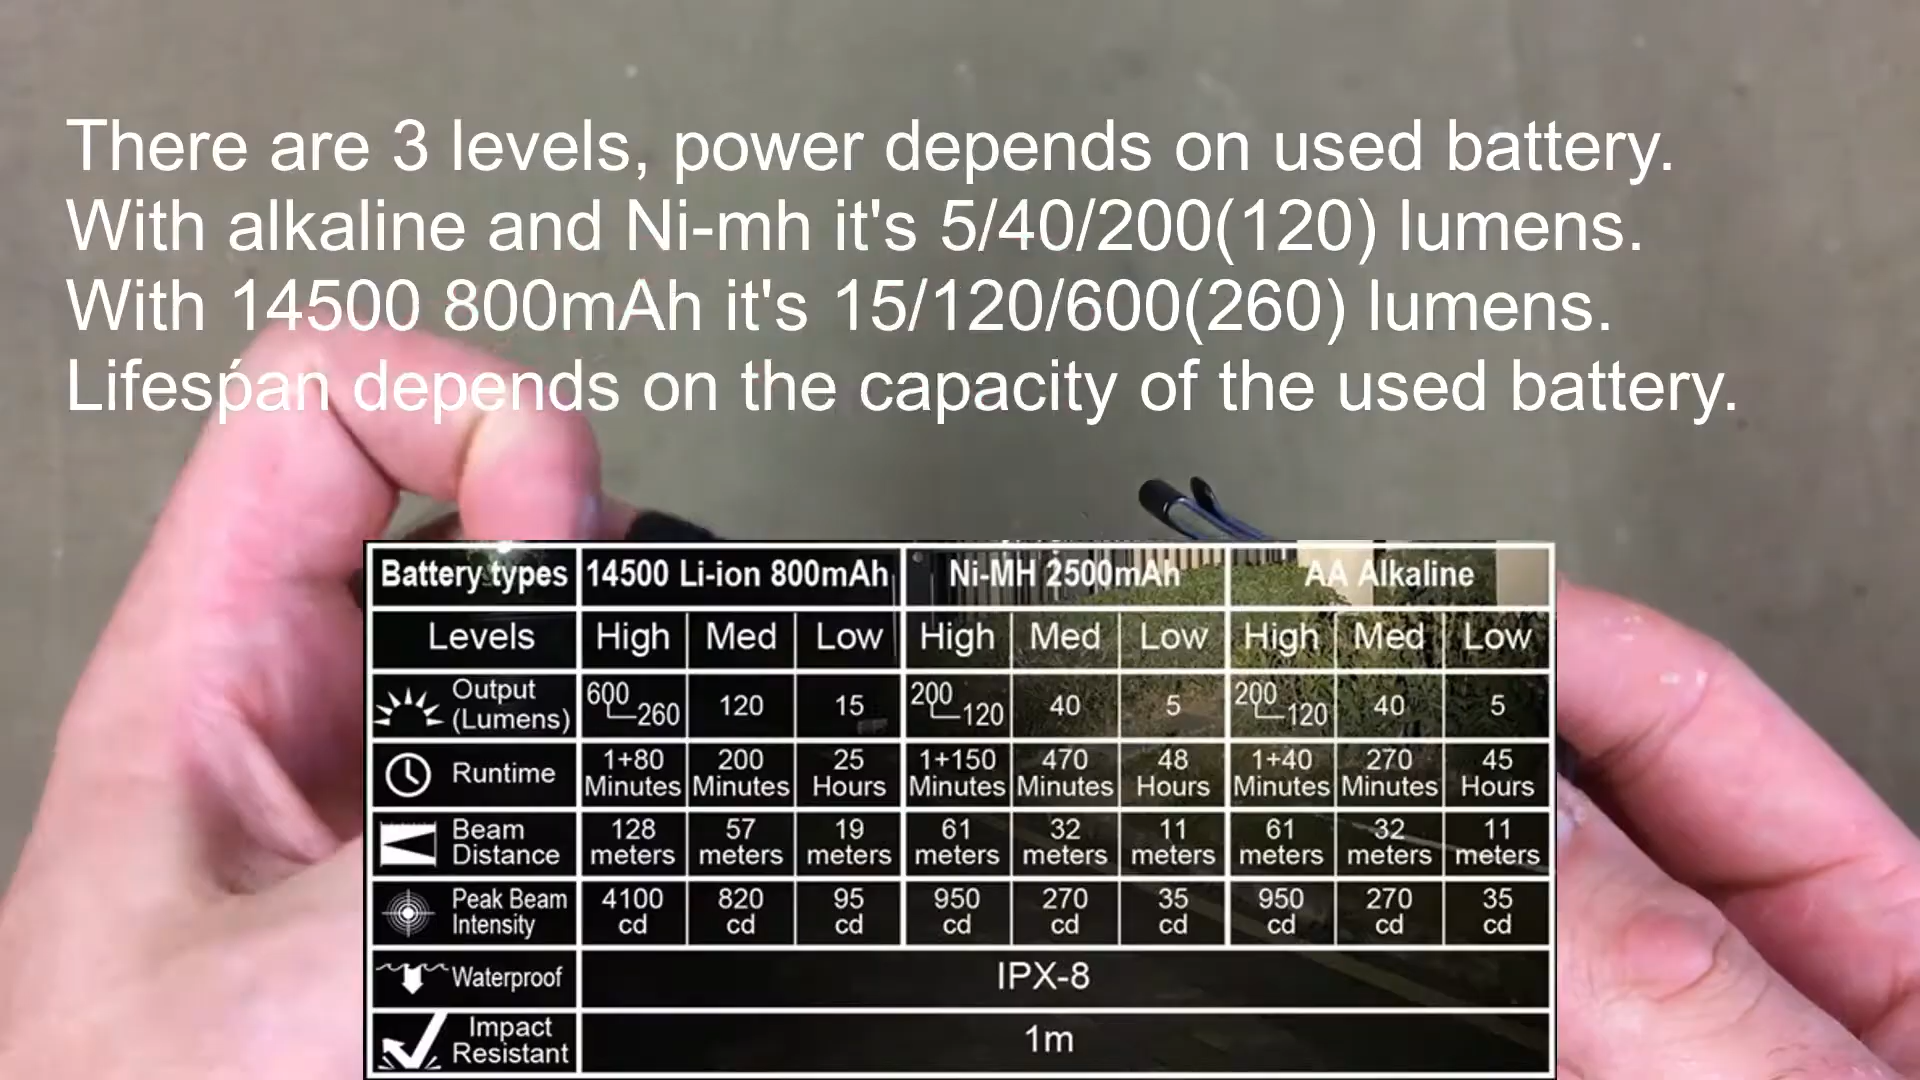 There are 3 levels, power depends on used battery.
With alkaline and Ni-mh it's 5/40/200(120) lumens.
With 14500 800mAh it's 15/120/600(260) lumens.
Lifespan depends on the capacity of the used battery.
Battery types 14500 Li-ion 800mAh Ni-MH 2500mAh AA Alkaline
Levels High Med Low High Med Low High Med Low
Output (Lumens) 600 260 120 15 200 120 40 5 200 120 40 5
Runtime 1+80 Minutes 200 Minutes 25 Hours 1+150 Minutes 470 Minutes 48 Hours 1+40 Minutes 270 Minutes 45 Hours
Beam Distance 128 meters 57 meters 19 meters 61 meters 32 meters 11 meters 61 meters 32 meters 11 meters
Peak Beam Intensity 4100 cd 820 cd 95 cd 950 cd 270 cd 35 cd 950 cd 270 cd 35 cd
Waterproof IPX-8
Impact Resistant 1m